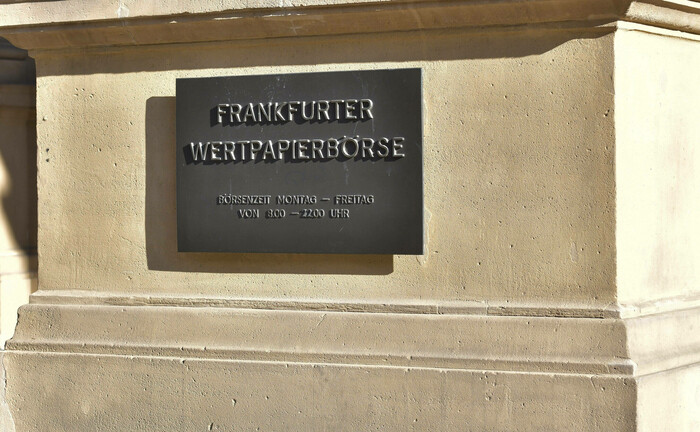 FRANKFURTER
WERTPAPIERBÖRSE
BÖRSENZEIT MONTAG – FREITAG
VON 8.00 – 22.00 UHR